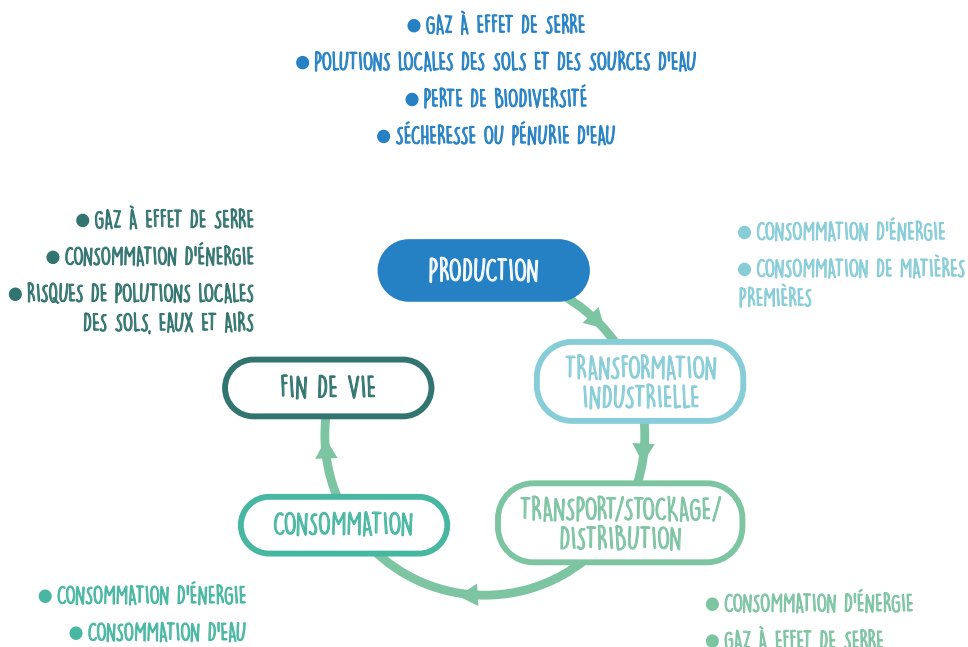 ● GAZ À EFFET DE SERRE
● POLUTIONS LOCALES DES SOLS ET DES SOURCES D'EAU
● PERTE DE BIODIVERSITÉ
● SÉCHERESSE OU PÉNURIE D'EAU
● GAZ À EFFET DE SERRE
● CONSOMMATION D'ÉNERGIE
● RISQUES DE POLUTIONS LOCALES
DES SOLS, EAUX ET AIRS
PRODUCTION
● CONSOMMATION D'ÉNERGIE
● CONSOMMATION DE MATIÈRES
PREMIÈRES
TRANSFORMATION
INDUSTRIELLE
FIN DE VIE
TRANSPORT/STOCKAGE/
DISTRIBUTION
CONSOMMATION
● CONSOMMATION D'ÉNERGIE
● CONSOMMATION D'EAU
● CONSOMMATION D'ÉNERGIE
● GAZ À EFFET DE SERRE